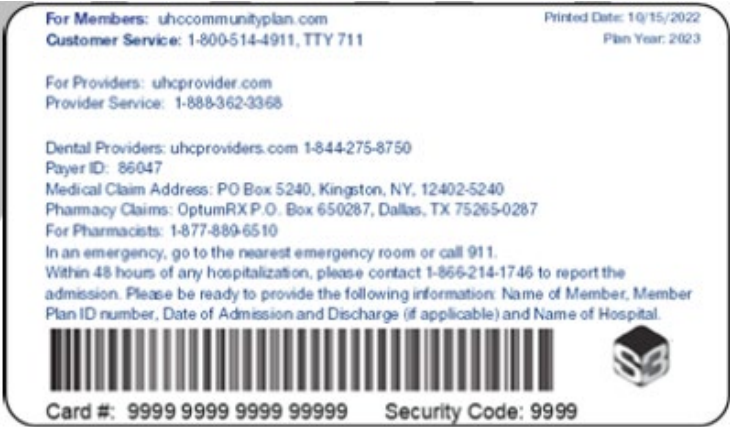 For Members: uhccommunityplan.com
Printed Date: 10/15/2022
Customer Service: 1-800-514-4911, TTY 711
Plan Year: 2023
For Providers: uhcprovider.com
Provider Service: 1-888-362-3368
Dental Providers: uhcproviders.com 1-844-275-8750
Payer ID: 86047
Medical Claim Address: PO Box 5240, Kingston, NY, 12402-5240
Pharmacy Claims: OptumRX P.O. Box 650287, Dallas, TX 75265-0287
For Pharmacists: 1-877-889-6510
In an emergency, go to the nearest emergency room or call 911.
Within 48 hours of any hospitalization, please contact 1-866-214-1746 to report the
admission. Please be ready to provide the following information: Name of Member, Member
Plan ID number, Date of Admission and Discharge (if applicable) and Name of Hospital.
S3
Card #: 9999 9999 9999 99999 Security Code: 9999